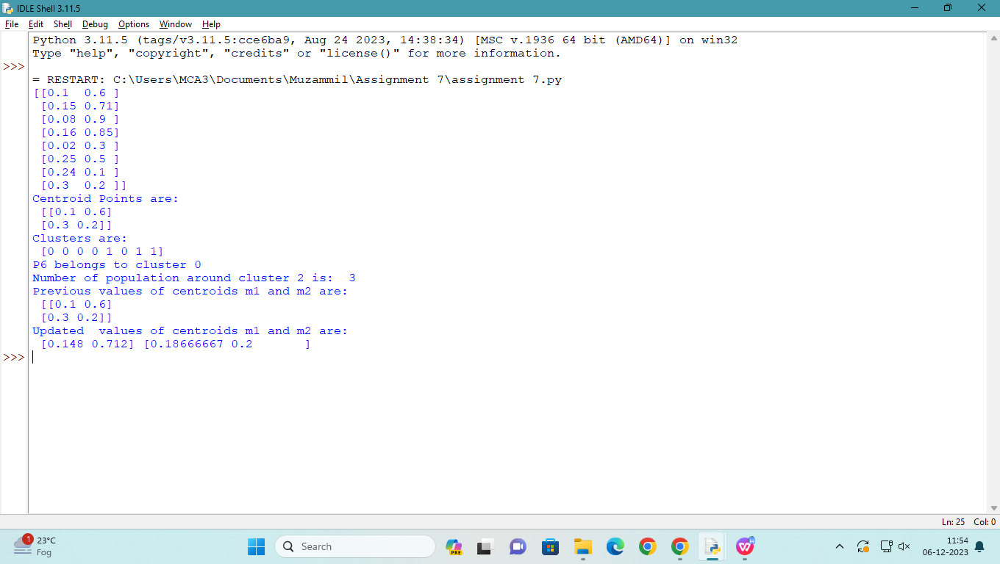 IDLE Shell 3.11.5
File Edit Shell Debug Options Window Help
Python 3.11.5 (tags/v3.11.5:cce6ba9, Aug 24 2023, 14:38:34) [MSC v.1936 64 bit (AMD64)] on win32
Type "help", "copyright", "credits" or "license()" for more information.
>>>
= RESTART: C:\Users\MCA3\Documents\Muzammil\Assignment 7\assignment 7.py
[[0.1  0.6 ]
 [0.15 0.71]
 [0.08 0.9 ]
 [0.16 0.85]
 [0.02 0.3 ]
 [0.25 0.5 ]
 [0.24 0.1 ]
 [0.3  0.2 ]]
Centroid Points are:
 [[0.1 0.6]
 [0.3 0.2]]
Clusters are:
 [0 0 0 0 1 0 1 1]
P6 belongs to cluster 0
Number of population around cluster 2 is:  3
Previous values of centroids m1 and m2 are:
 [[0.1 0.6]
 [0.3 0.2]]
Updated  values of centroids m1 and m2 are:
 [0.148 0.712] [0.18666667 0.2       ]
>>>
Ln: 25 Col: 0
1
23°C
Fog
Search
PRE
W
11:54
06-12-2023